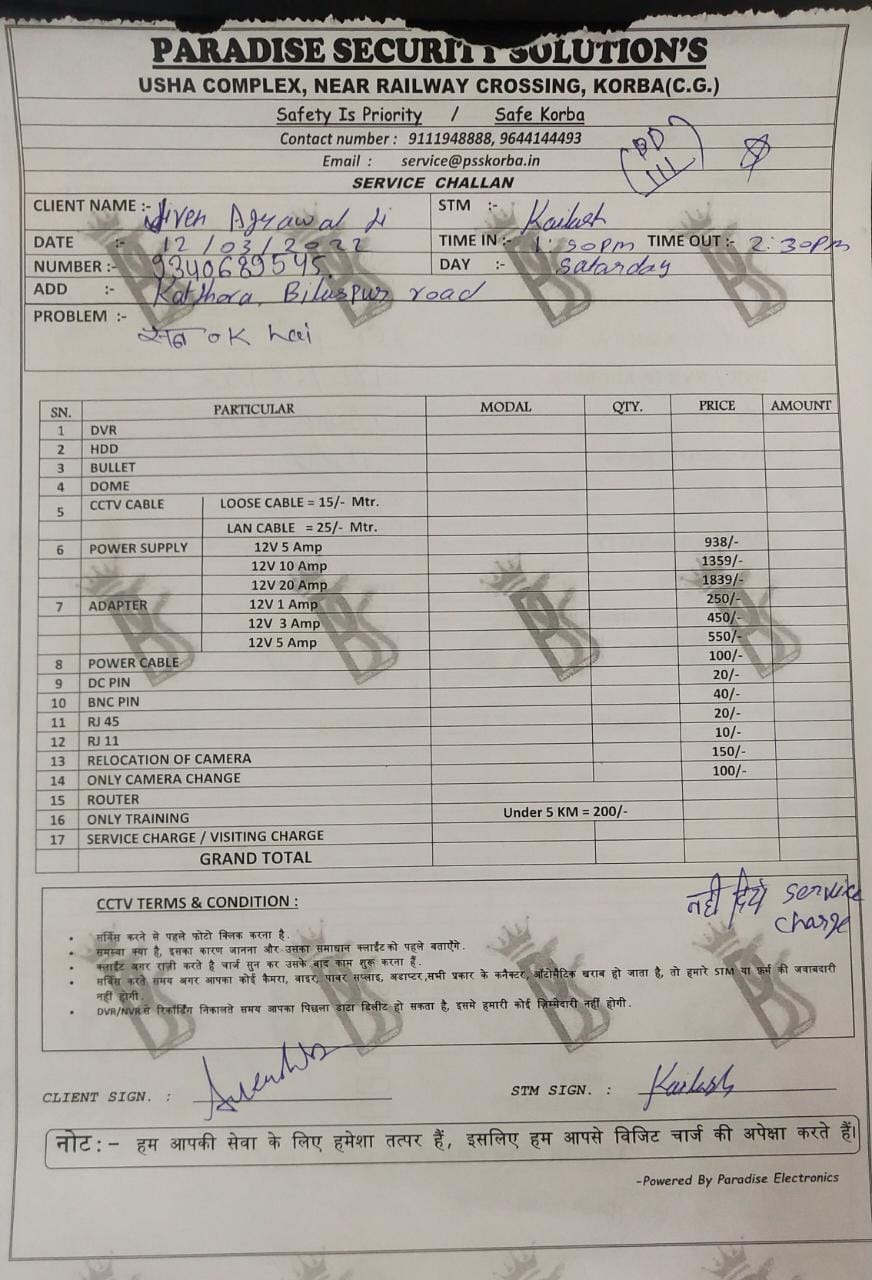 PARADISE SECURITY SOLUTION'S
USHA COMPLEX, NEAR RAILWAY CROSSING, KORBA(C.G.)
Safety Is Priority / Safe Korba
Contact number : 9111948888, 9644144493
Email : service@psskorba.in
SERVICE CHALLAN
CLIENT NAME :- Agrawal Ji STM :- Kailash
DATE :- 12/03/2022 TIME IN :- 1:30pm TIME OUT :- 2:30pm
NUMBER :- 9340689545. DAY :- Satarday
ADD :- Katghora, Bilaspur road
PROBLEM :-
सब OK hai
SN. PARTICULAR MODAL QTY. PRICE AMOUNT
1 DVR
2 HDD
3 BULLET
4 DOME
5 CCTV CABLE LOOSE CABLE = 15/- Mtr.
LAN CABLE = 25/- Mtr.
6 POWER SUPPLY 12V 5 Amp 938/-
12V 10 Amp 1359/-
12V 20 Amp 1839/-
7 ADAPTER 12V 1 Amp 250/-
12V 3 Amp 450/-
12V 5 Amp 550/-
8 POWER CABLE 100/-
9 DC PIN 20/-
10 BNC PIN 40/-
11 RJ 45 20/-
12 RJ 11 10/-
13 RELOCATION OF CAMERA 150/-
14 ONLY CAMERA CHANGE 100/-
15 ROUTER
16 ONLY TRAINING Under 5 KM = 200/-
17 SERVICE CHARGE / VISITING CHARGE
GRAND TOTAL
नही दिये service
charge
CCTV TERMS & CONDITION :
• सर्विस करने से पहले फोटो क्लिक करना है.
• समस्या क्या है, इसका कारण जानना और उसका समाधान क्लाईंट को पहले बताऐंगे.
• क्लाईंट अगर राज़ी करते है चार्ज सुन कर उसके बाद काम शुरू करना है.
• सर्विस करते समय अगर आपका कोई कैमरा, वाइर, पावर सप्लाइ, अडाप्टर,सभी प्रकार के कनैक्टर, ऑटोमैटिक खराब हो जाता है, तो हमारे STM या फ़र्म की जवाबदारी
नहीं होगी.
• DVR/NVR से रिकॉर्डिंग निकालते समय आपका पिछला डाटा डिलीट हो सकता है, इसमे हमारी कोई ज़िम्मेदारी नहीं होगी.
CLIENT SIGN. : STM SIGN. : Kailash
नोट:- हम आपकी सेवा के लिए हमेशा तत्पर हैं, इसलिए हम आपसे विजिट चार्ज की अपेक्षा करते हैं।
-Powered By Paradise Electronics